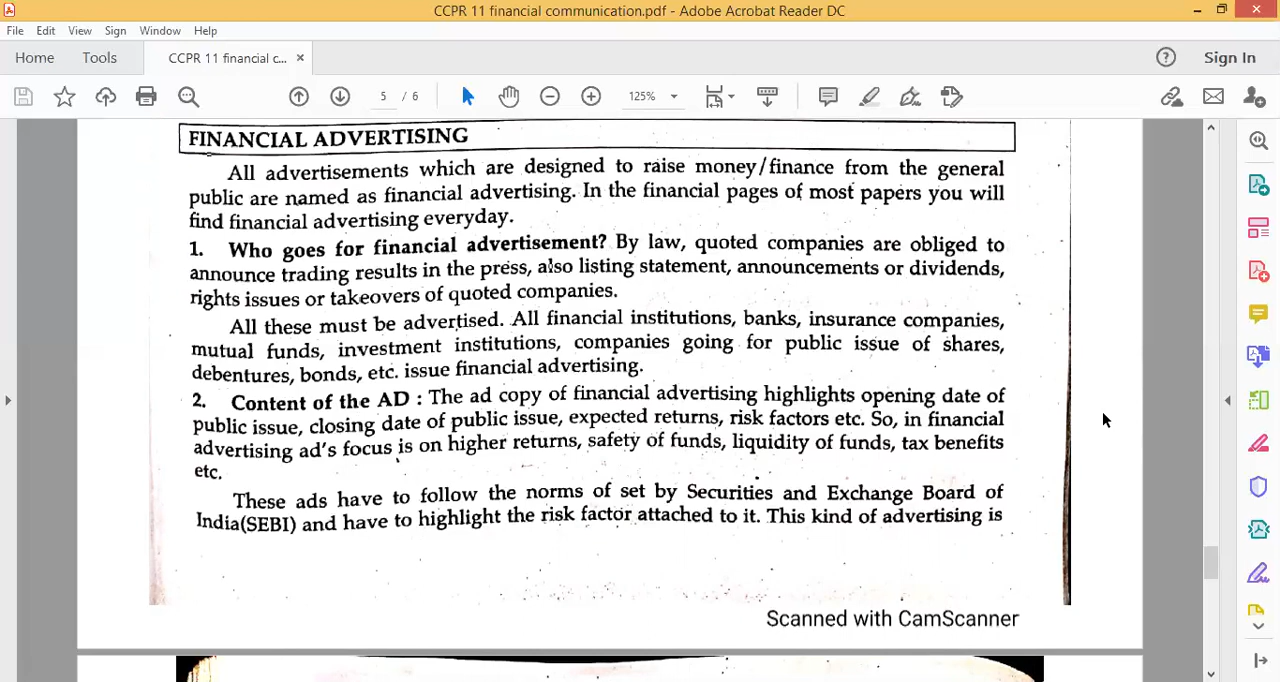 CCPR 11 financial communication.pdf - Adobe Acrobat Reader DC
File Edit View Sign Window Help
Home Tools CCPR 11 financial c... × Sign In
5 / 6 125%
FINANCIAL ADVERTISING
All advertisements which are designed to raise money/finance from the general
public are named as financial advertising. In the financial pages of most papers you will
find financial advertising everyday.
1. Who goes for financial advertisement? By law, quoted companies are obliged to
announce trading results in the press, also listing statement, announcements or dividends,
rights issues or takeovers of quoted companies.
All these must be advertised. All financial institutions, banks, insurance companies,
mutual funds, investment institutions, companies going for public issue of shares,
debentures, bonds, etc. issue financial advertising.
2. Content of the AD : The ad copy of financial advertising highlights opening date of
public issue, closing date of public issue, expected returns, risk factors etc. So, in financial
advertising ad's focus is on higher returns, safety of funds, liquidity of funds, tax benefits
etc.
These ads have to follow the norms of set by Securities and Exchange Board of
India(SEBI) and have to highlight the risk factor attached to it. This kind of advertising is
Scanned with CamScanner